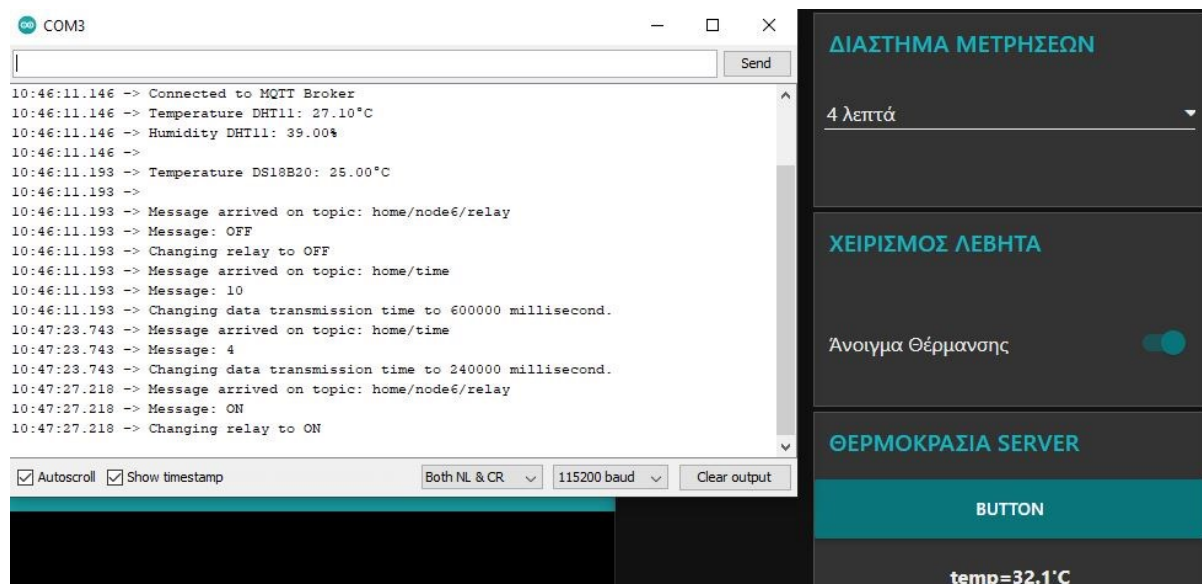 COM3
Send
10:46:11.146 -> Connected to MQTT Broker
10:46:11.146 -> Temperature DHT11: 27.10°C
10:46:11.146 -> Humidity DHT11: 39.00%
10:46:11.146 ->
10:46:11.193 -> Temperature DS18B20: 25.00°C
10:46:11.193 ->
10:46:11.193 -> Message arrived on topic: home/node6/relay
10:46:11.193 -> Message: OFF
10:46:11.193 -> Changing relay to OFF
10:46:11.193 -> Message arrived on topic: home/time
10:46:11.193 -> Message: 10
10:46:11.193 -> Changing data transmission time to 600000 millisecond.
10:47:23.743 -> Message arrived on topic: home/time
10:47:23.743 -> Message: 4
10:47:23.743 -> Changing data transmission time to 240000 millisecond.
10:47:27.218 -> Message arrived on topic: home/node6/relay
10:47:27.218 -> Message: ON
10:47:27.218 -> Changing relay to ON
Autoscroll Show timestamp Both NL & CR 115200 baud Clear output
ΔΙΑΣΤΗΜΑ ΜΕΤΡΗΣΕΩΝ
4 λεπτά
ΧΕΙΡΙΣΜΟΣ ΛΕΒΗΤΑ
Άνοιγμα Θέρμανσης
ΘΕΡΜΟΚΡΑΣΙΑ SERVER
BUTTON
temp=32.1'C